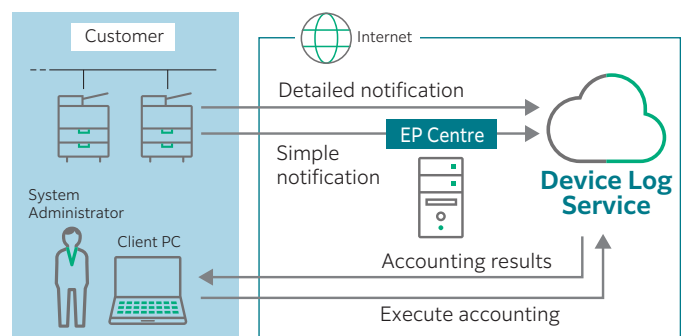 Customer
Internet
Detailed notification
EP Centre
Simple
notification
Device Log
Service
System
Administrator
Client PC
Accounting results
Execute accounting